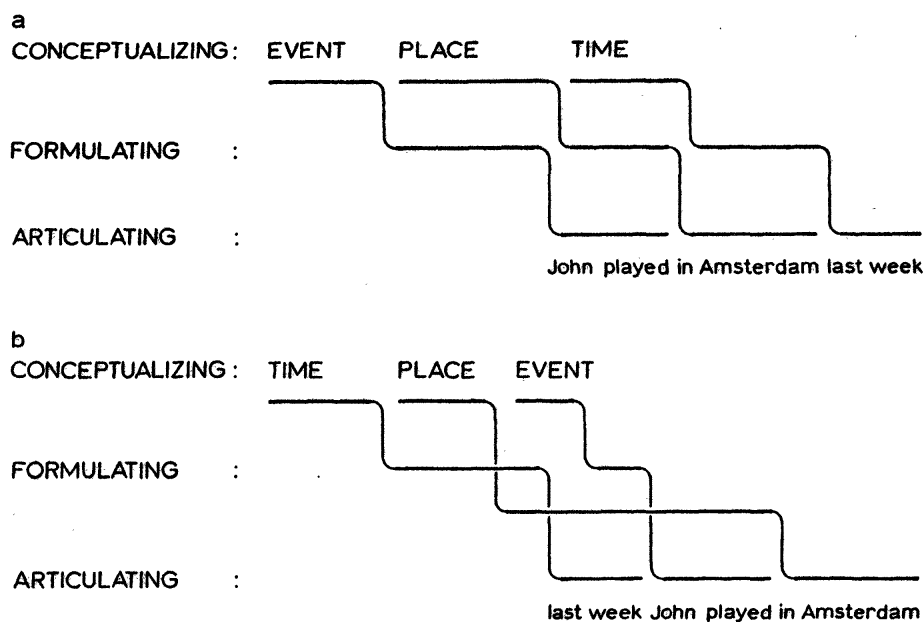 a
CONCEPTUALIZING: EVENT PLACE TIME
FORMULATING :
ARTICULATING :
John played in Amsterdam last week
b
CONCEPTUALIZING: TIME PLACE EVENT
FORMULATING :
ARTICULATING :
last week John played in Amsterdam